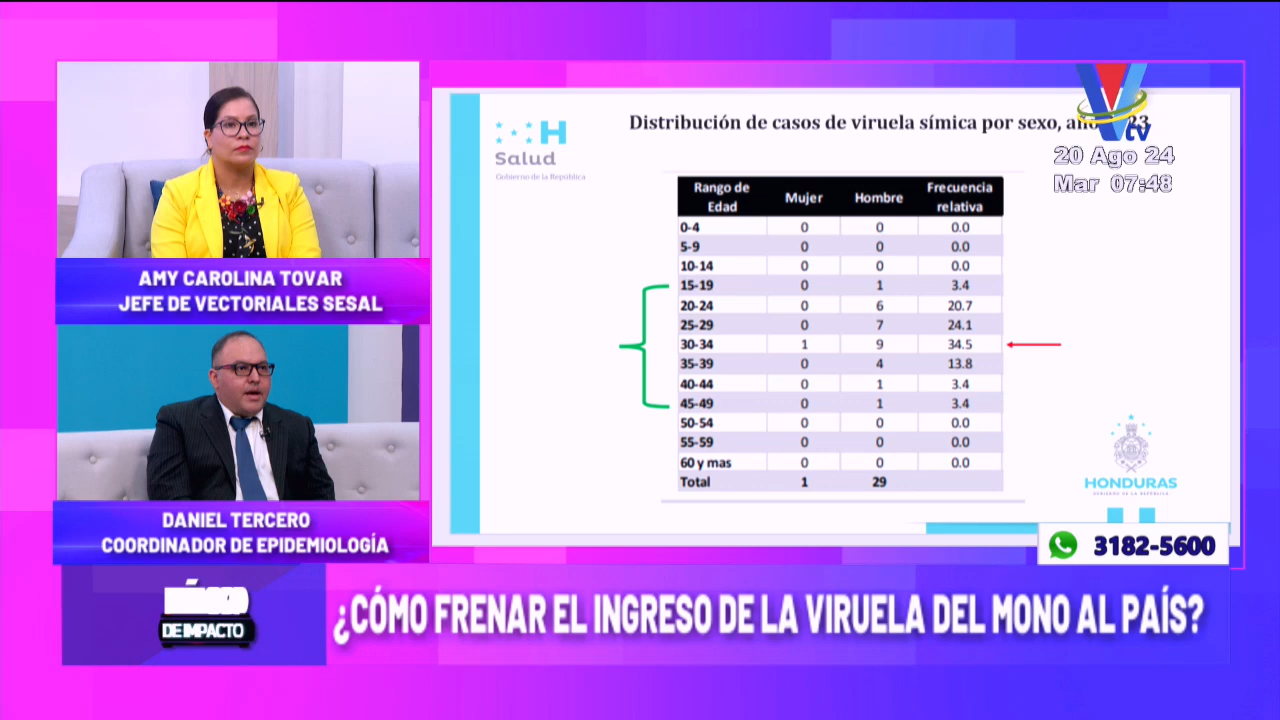 AMY CAROLINA TOVAR
JEFE DE VECTORIALES SESAL
DANIEL TERCERO
COORDINADOR DE EPIDEMIOLOGÍA
H
Salud
Gobierno de la República
Distribución de casos de viruela símica por sexo, año
V
tv
20 Ago 24
Mar 07:48
Rango de Edad Mujer Hombre Frecuencia relativa
0-4 0 0 0.0
5-9 0 0 0.0
10-14 0 0 0.0
15-19 0 1 3.4
20-24 0 6 20.7
25-29 0 7 24.1
30-34 1 9 34.5
35-39 0 4 13.8
40-44 0 1 3.4
45-49 0 1 3.4
50-54 0 0 0.0
55-59 0 0 0.0
60 y mas 0 0 0.0
Total 1 29
HONDURAS
GOBIERNO DE LA REPÚBLICA
3182-5600
DE IMPACTO
¿CÓMO FRENAR EL INGRESO DE LA VIRUELA DEL MONO AL PAÍS?